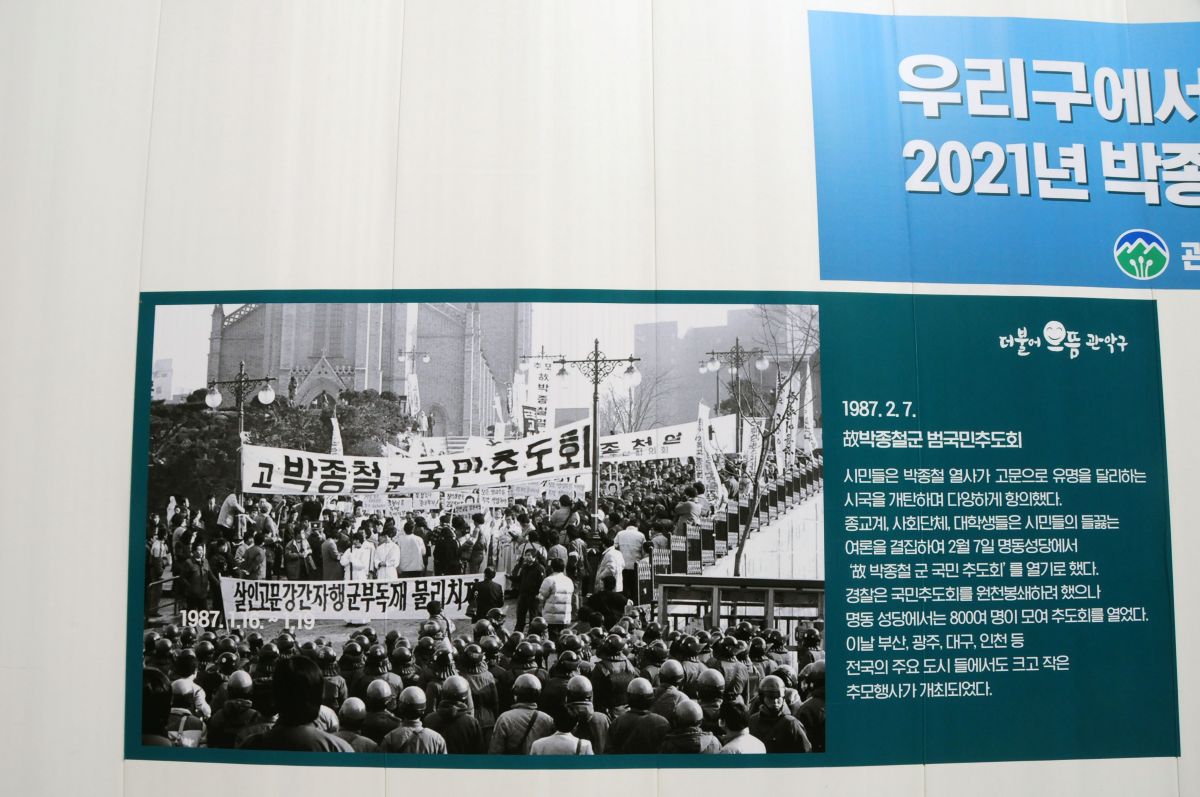 우리구에서
2021년 박종
관
더불어 으뜸 관악구
1987. 2. 7.
故박종철군 범국민추도회
시민들은 박종철 열사가 고문으로 유명을 달리하는
시국을 개탄하며 다양하게 항의했다.
종교계, 사회단체, 대학생들은 시민들의 들끓는
여론을 결집하여 2월 7일 명동성당에서
‘故 박종철 군 국민 추도회’ 를 열기로 했다.
경찰은 국민추도회를 원천봉쇄하려 했으나
명동 성당에서는 800여 명이 모여 추도회를 열었다.
이날 부산, 광주, 대구, 인천 등
전국의 주요 도시 들에서도 크고 작은
추모행사가 개최되었다.
추모 故박종철
고 박종철군 국민추도회
살인고문강간자행군부독재 물리치자
1987. 1.16. ~ 1.19